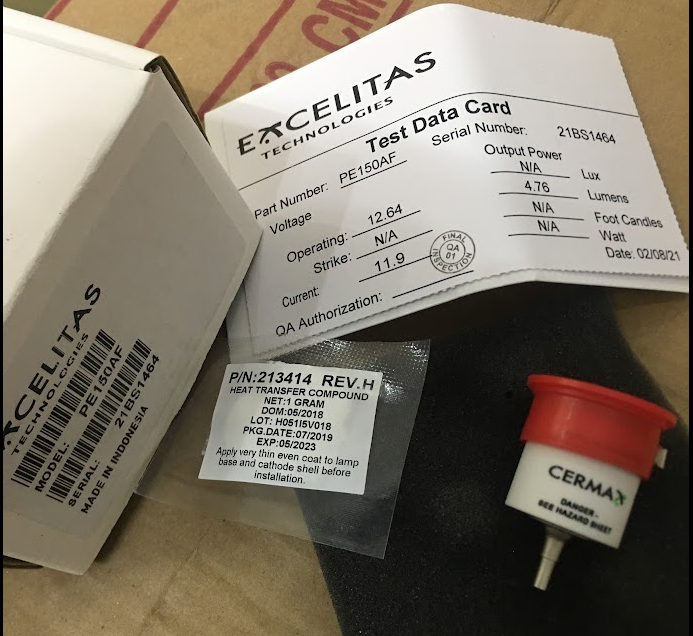 S CM
EXCELITAS
TECHNOLOGIES
Test Data Card
Part Number: PE150AF
Serial Number: 21BS1464
Voltage
Operating: 12.64
Strike: N/A
Current: 11.9
QA Authorization:
FINAL
QA
01
INSPECTION
Output Power
N/A Lux
4.76 Lumens
N/A Foot Candles
N/A Watt
Date: 02/08/21
XCELITAS
TECHNOLOGIES
MODEL: PE150AF
SERIAL: 21BS1464
MADE IN INDONESIA
P/N:213414 REV.H
HEAT TRANSFER COMPOUND
NET:1 GRAM
DOM:05/2018
LOT: H051I5V018
PKG.DATE:07/2019
EXP:05/2023
Apply very thin even coat to lamp
base and cathode shell before
installation.
CERMAX
DANGER -
SEE HAZARD SHEET